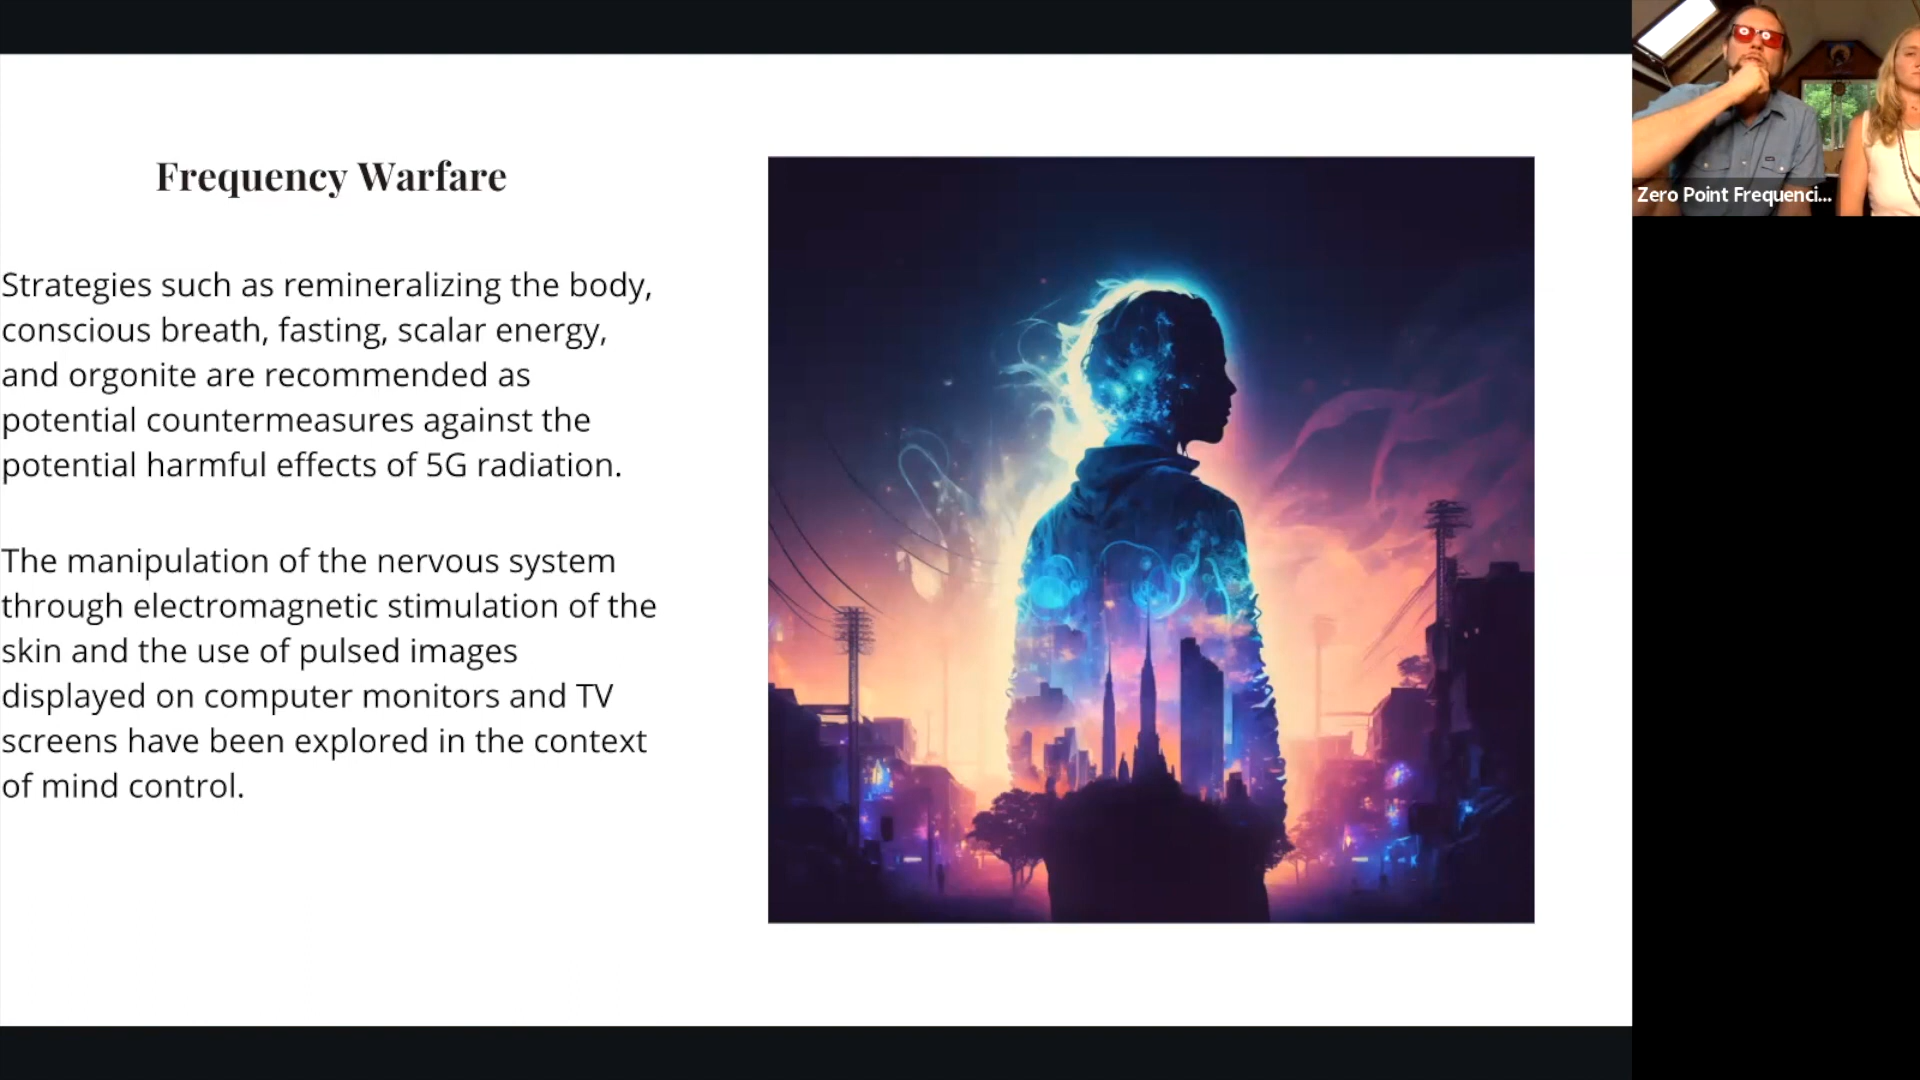 Frequency Warfare
Strategies such as remineralizing the body,
conscious breath, fasting, scalar energy,
and orgonite are recommended as
potential countermeasures against the
potential harmful effects of 5G radiation.
The manipulation of the nervous system
through electromagnetic stimulation of the
skin and the use of pulsed images
displayed on computer monitors and TV
screens have been explored in the context
of mind control.
Zero Point Frequenci...